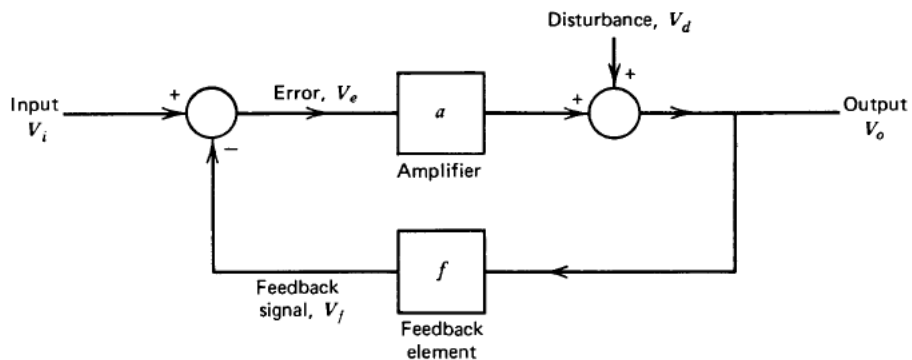 Disturbance, V_d
+
Input
V_i
+
Error, V_e
a
Amplifier
+
Output
V_o
−
f
Feedback
signal, V_f
Feedback
element